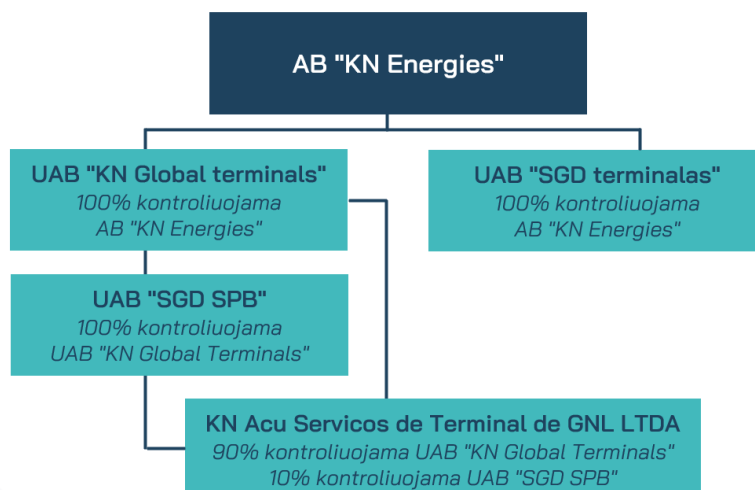 AB "KN Energies"
UAB "KN Global terminals"
100% kontroliuojama
AB "KN Energies"
UAB "SGD terminalas"
100% kontroliuojama
AB "KN Energies"
UAB "SGD SPB"
100% kontroliuojama
UAB "KN Global Terminals"
KN Acu Servicos de Terminal de GNL LTDA
90% kontroliuojama UAB "KN Global Terminals"
10% kontroliuojama UAB "SGD SPB"